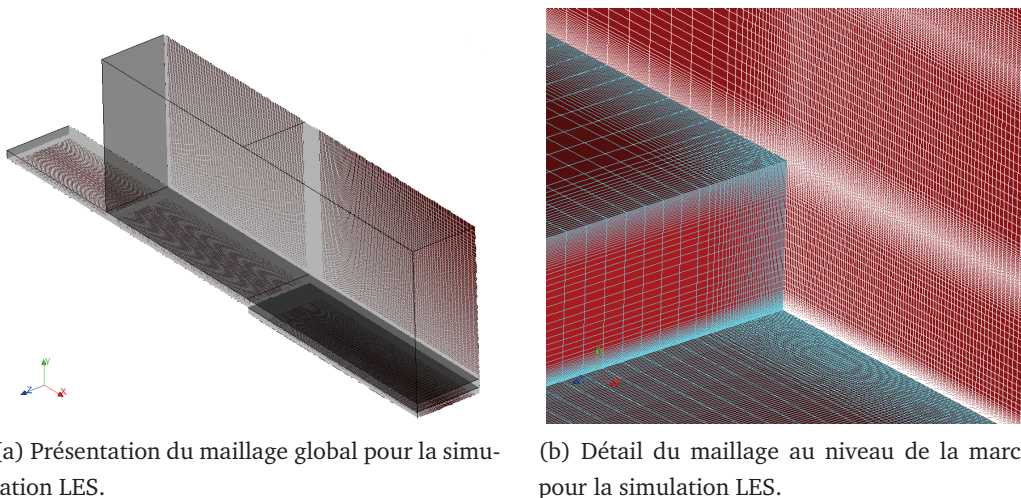 Y
Z
X
(a) Présentation du maillage global pour la simu-
lation LES.
(b) Détail du maillage au niveau de la marc
pour la simulation LES.